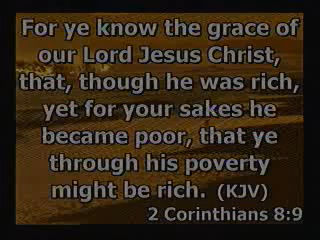 For ye know the grace of
our Lord Jesus Christ,
that, though he was rich,
yet for your sakes he
became poor, that ye
through his poverty
might be rich. (KJV)
2 Corinthians 8:9